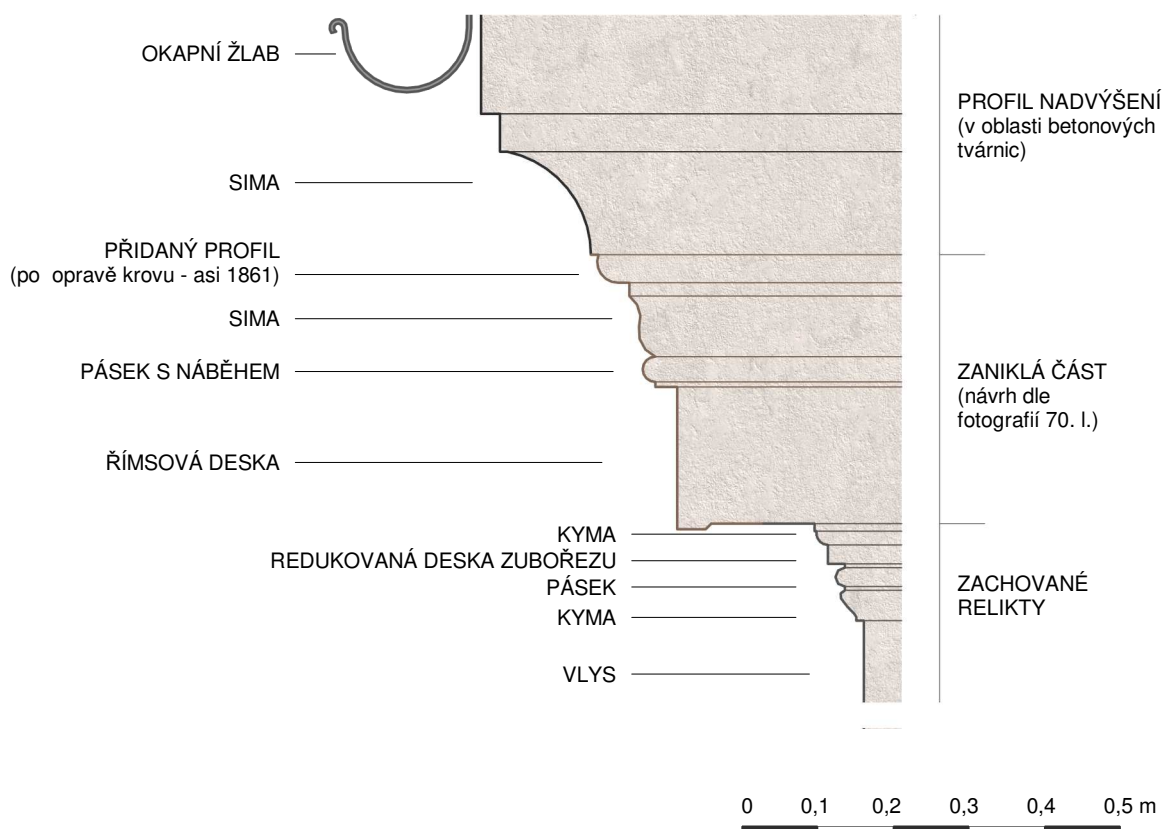 OKAPNÍ ŽLAB
SIMA
PŘIDANÝ PROFIL
(po opravě krovu - asi 1861)
SIMA
PÁSEK S NÁBĚHEM
ŘÍMSOVÁ DESKA
KYMA
REDUKOVANÁ DESKA ZUBOŘEZU
PÁSEK
KYMA
VLYS
PROFIL NADVÝŠENÍ
(v oblasti betonových
tvárnic)
ZANIKLÁ ČÁST
(návrh dle
fotografií 70. l.)
ZACHOVANÉ
RELIKTY
0 0,1 0,2 0,3 0,4 0,5 m